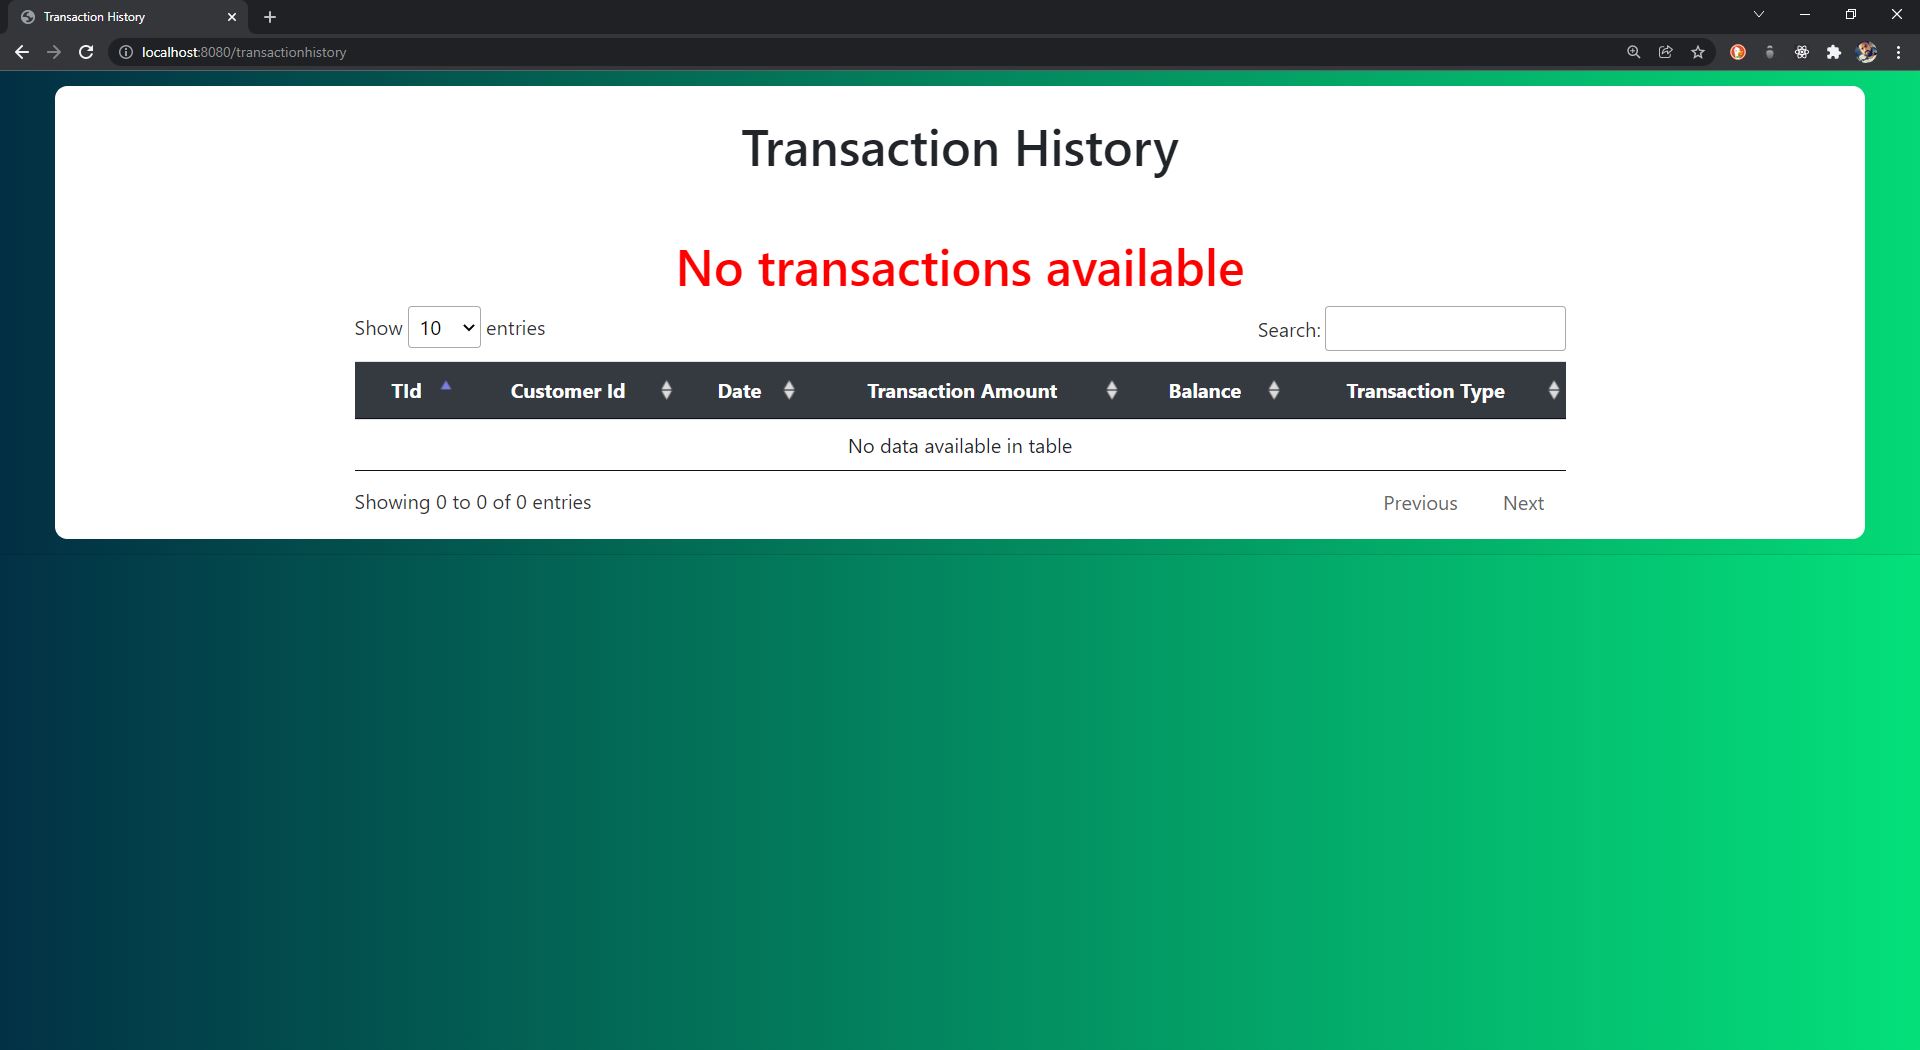 Transaction History
localhost:8080/transactionhistory
Transaction History
No transactions available
Show 10 entries Search:
TId Customer Id Date Transaction Amount Balance Transaction Type
No data available in table
Showing 0 to 0 of 0 entries Previous Next